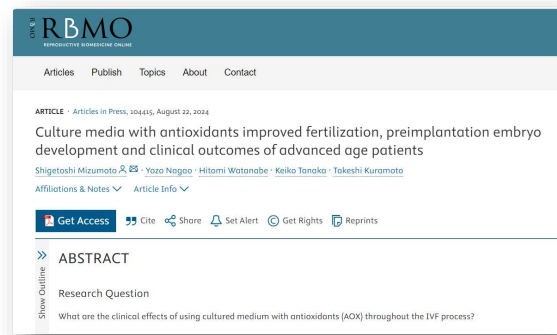 RBMO
RBMO
REPRODUCTIVE BIOMEDICINE ONLINE
Articles Publish Topics About Contact
ARTICLE · Articles in Press, 104415, August 22, 2024
Culture media with antioxidants improved fertilization, preimplantation embryo
development and clinical outcomes of advanced age patients
Shigetoshi Mizumoto · Yozo Nagao · Hitomi Watanabe · Keiko Tanaka · Takeshi Kuramoto
Affiliations & Notes Article Info
Get Access Cite Share Set Alert Get Rights Reprints
Show Outline
ABSTRACT
Research Question
What are the clinical effects of using cultured medium with antioxidants (AOX) throughout the IVF process?